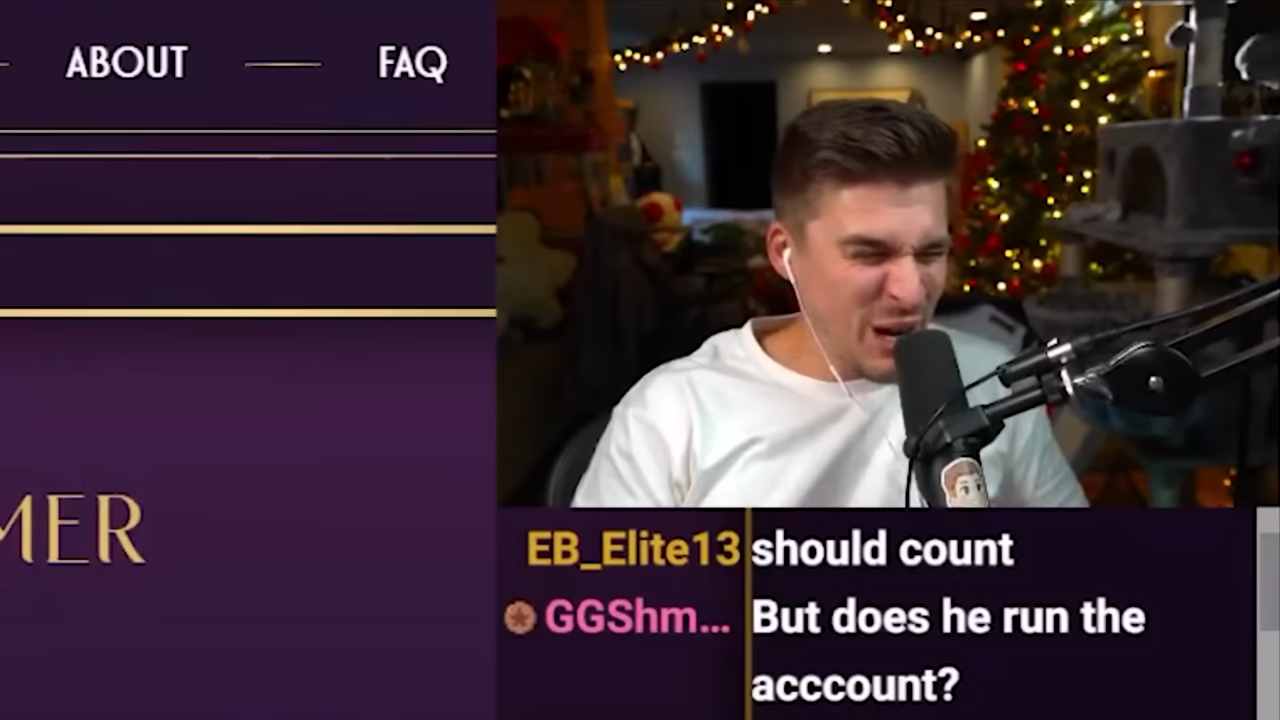 ABOUT
FAQ
MER
EB_Elite13 should count
GGShm... But does he run the
acccount?